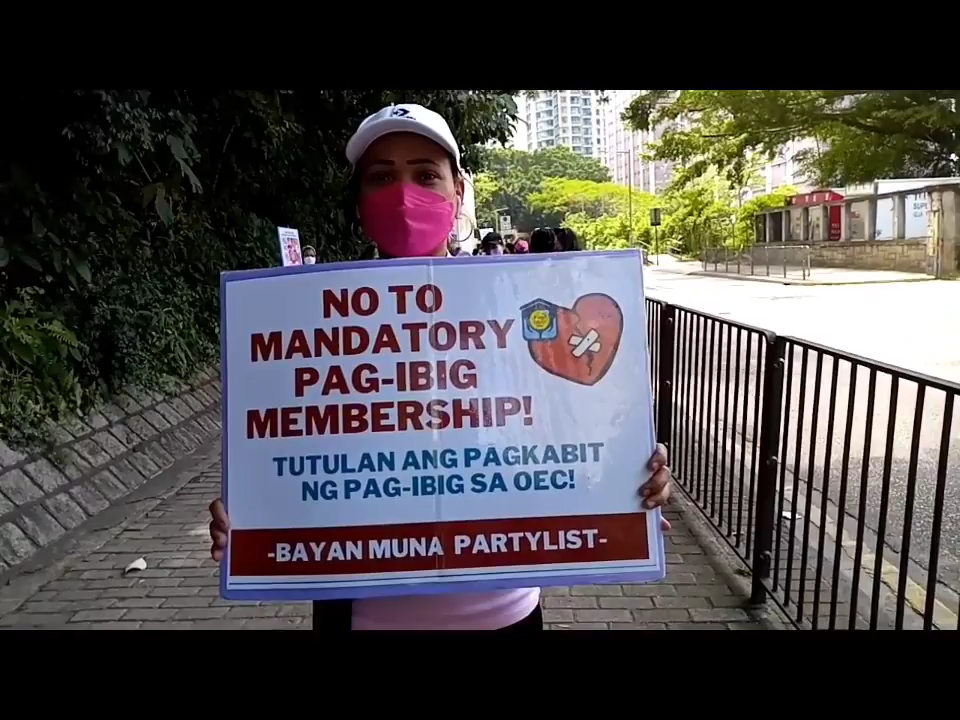 NO TO
MANDATORY
PAG-IBIG
MEMBERSHIP!
TUTULAN ANG PAGKABIT
NG PAG-IBIG SA OEC!
-BAYAN MUNA PARTYLIST-